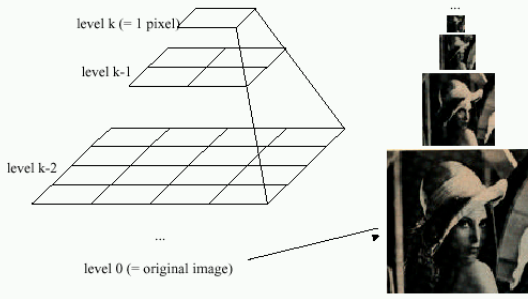 level k (= 1 pixel)
level k-1
level k-2
...
level 0 (= original image)
...